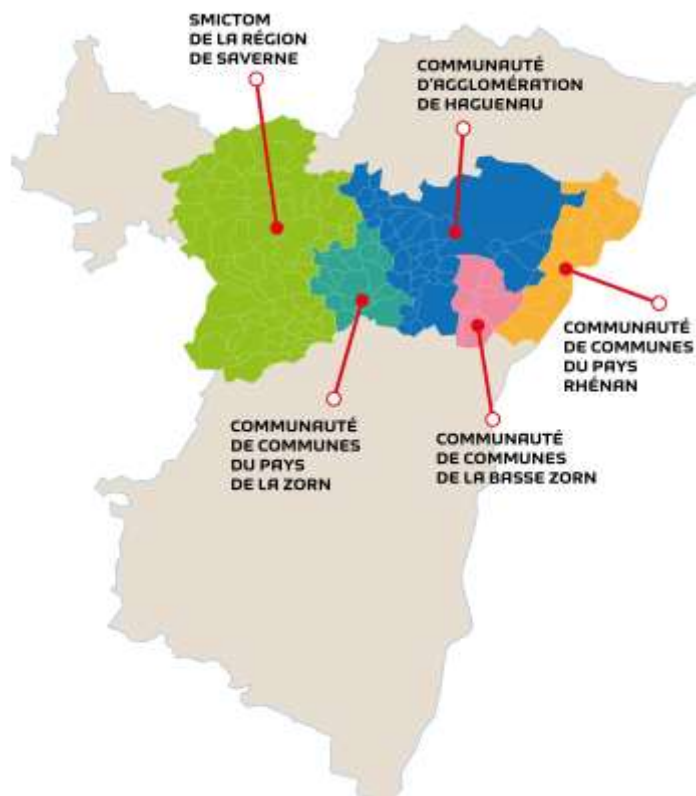 SMICTOM
DE LA RÉGION
DE SAVERNE
COMMUNAUTÉ
D'AGGLOMÉRATION
DE HAGUENAU
COMMUNAUTÉ
DE COMMUNES
DU PAYS
RHÉNAN
COMMUNAUTÉ
DE COMMUNES
DU PAYS
DE LA ZORN
COMMUNAUTÉ
DE COMMUNES
DE LA BASSE ZORN